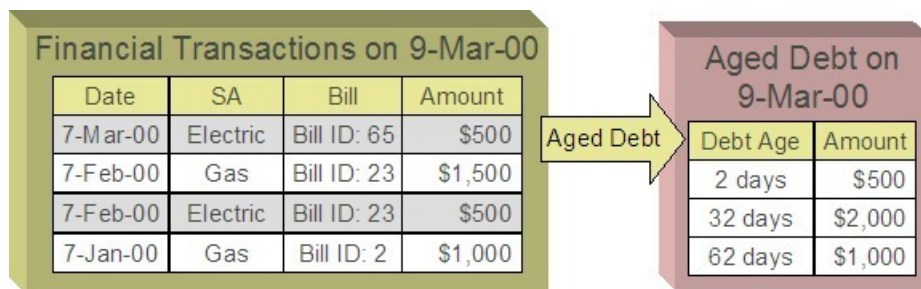 Financial Transactions on 9-Mar-00
Date SA Bill Amount
7-Mar-00 Electric Bill ID: 65 $500
7-Feb-00 Gas Bill ID: 23 $1,500
7-Feb-00 Electric Bill ID: 23 $500
7-Jan-00 Gas Bill ID: 2 $1,000
Aged Debt
Aged Debt on
9-Mar-00
Debt Age Amount
2 days $500
32 days $2,000
62 days $1,000